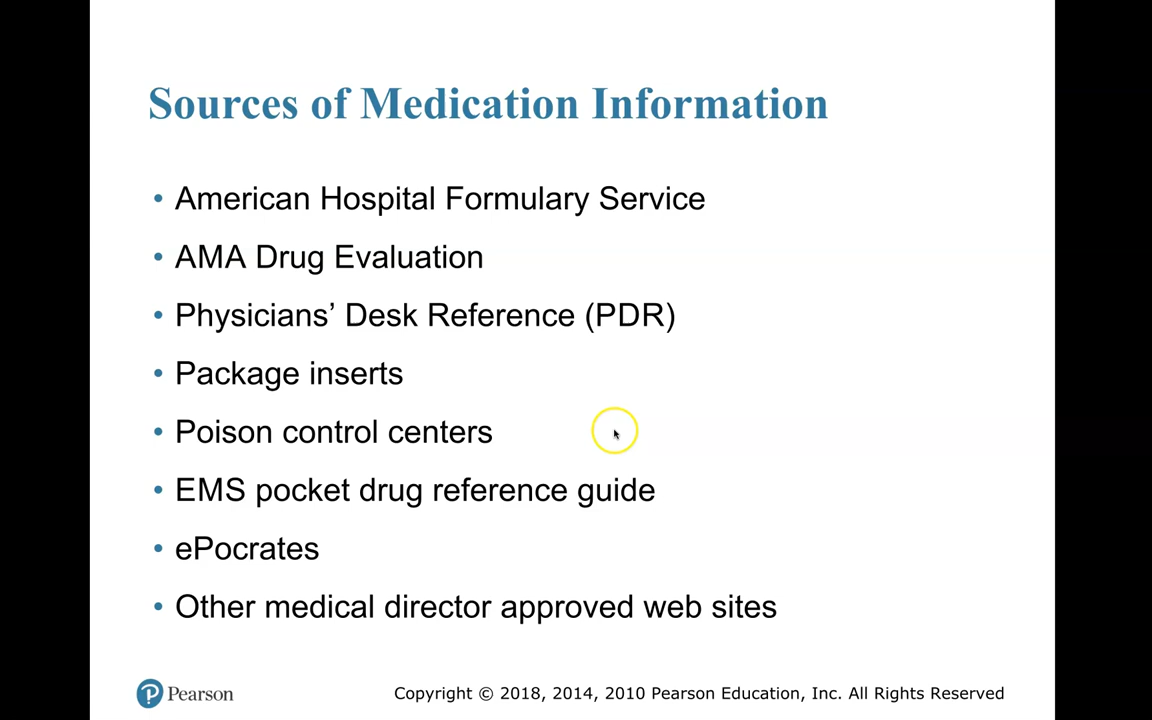 Sources of Medication Information
• American Hospital Formulary Service
• AMA Drug Evaluation
• Physicians’ Desk Reference (PDR)
• Package inserts
• Poison control centers
• EMS pocket drug reference guide
• ePocrates
• Other medical director approved web sites
P Pearson
Copyright © 2018, 2014, 2010 Pearson Education, Inc. All Rights Reserved